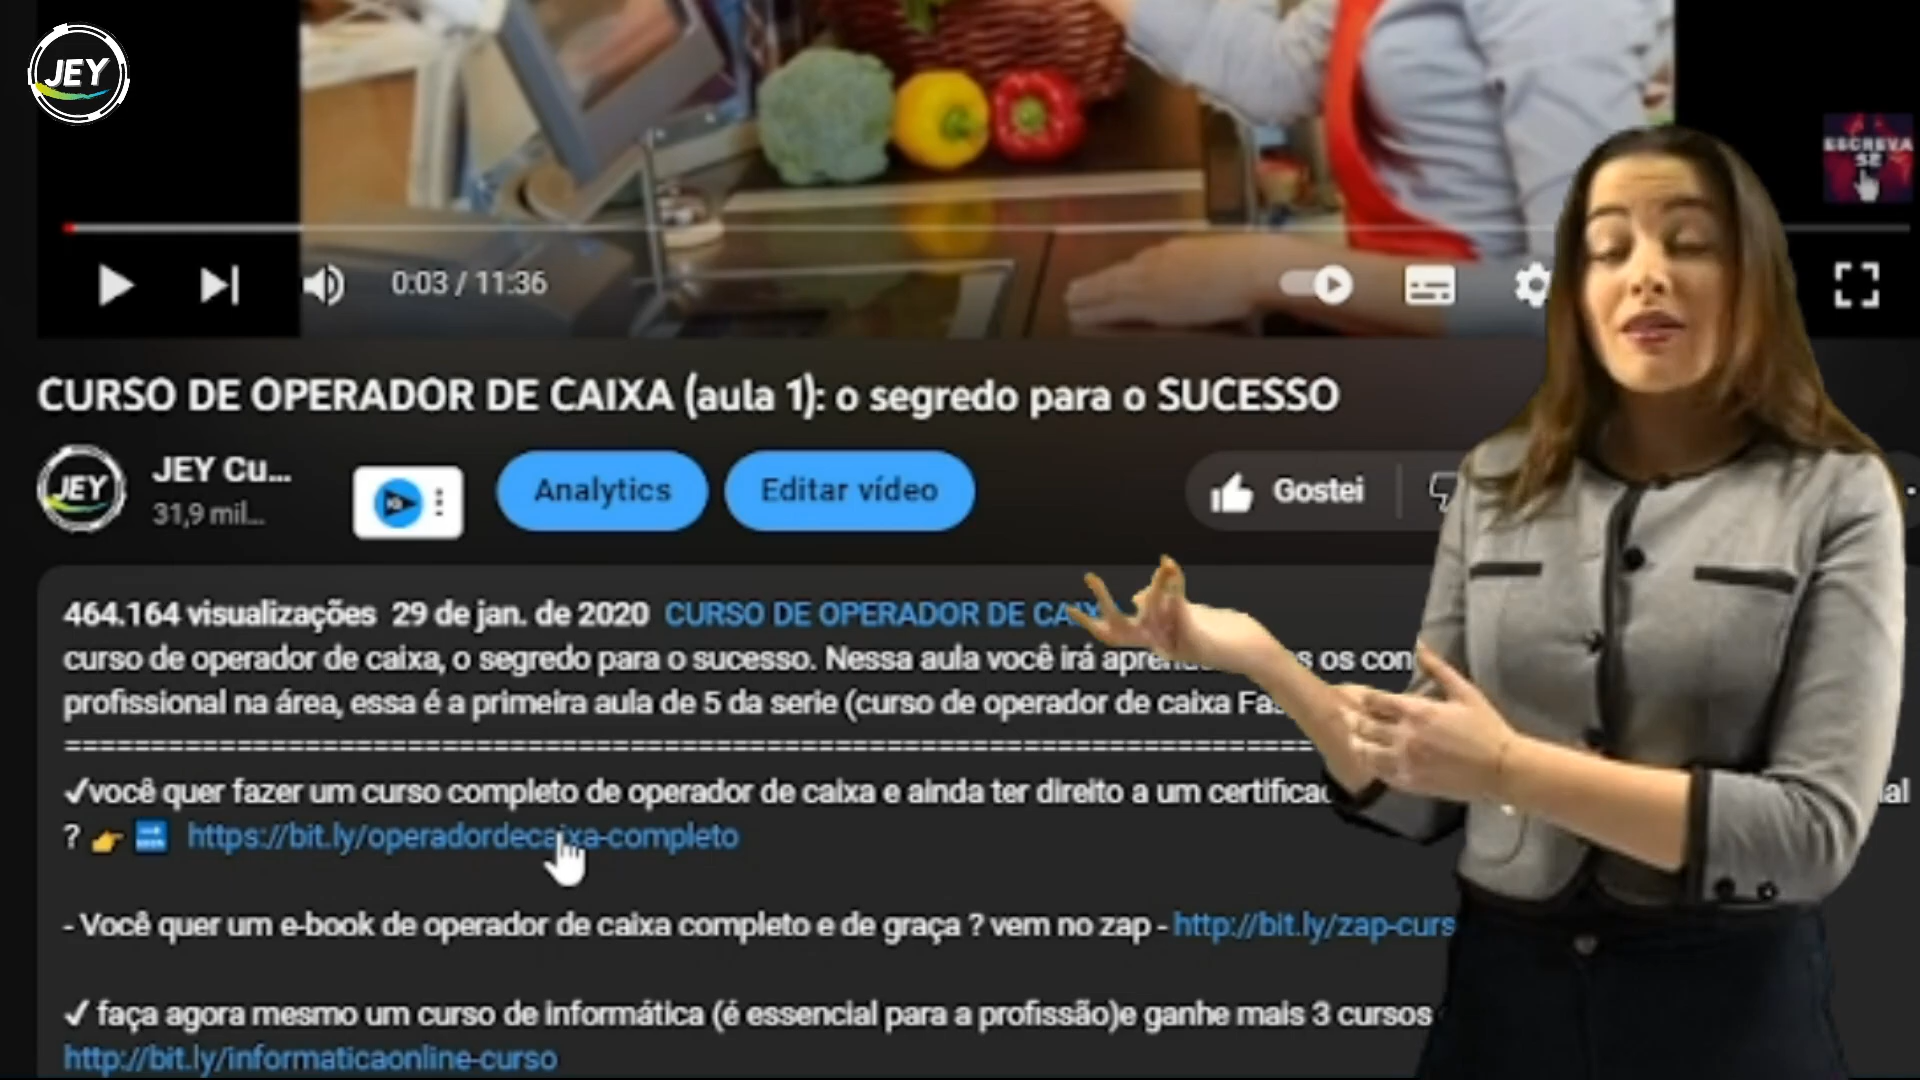 JEY
ESCREVA
SE
0:03 / 11:36
CURSO DE OPERADOR DE CAIXA (aula 1): o segredo para o SUCESSO
JEY Cu...
31,9 mil...
JEY
Analytics
Editar vídeo
Gostei
464.164 visualizações 29 de jan. de 2020 CURSO DE OPERADOR DE
curso de operador de caixa, o segredo para o sucesso. Nessa aula você irá os
profissional na área, essa é a primeira aula de 5 da serie (curso de operador de caixa
================================================================
✓você quer fazer um curso completo de operador de caixa e ainda ter direito a um
? 👉 🔜 https://bit.ly/operadordecaixa-completo
- Você quer um e-book de operador de caixa completo e de graça ? vem no zap - http://bit.ly/zap-curs
✓ faça agora mesmo um curso de informática (é essencial para a profissão)e ganhe mais 3 cursos
http://bit.ly/informaticaonline-curso